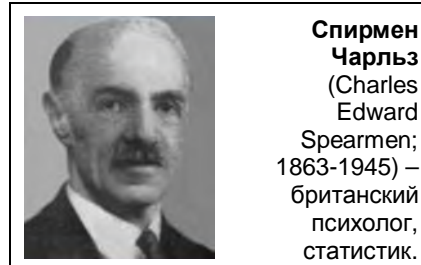 Спирмен
Чарльз
(Charles
Edward
Spearmen;
1863-1945) –
британский
психолог,
статистик.